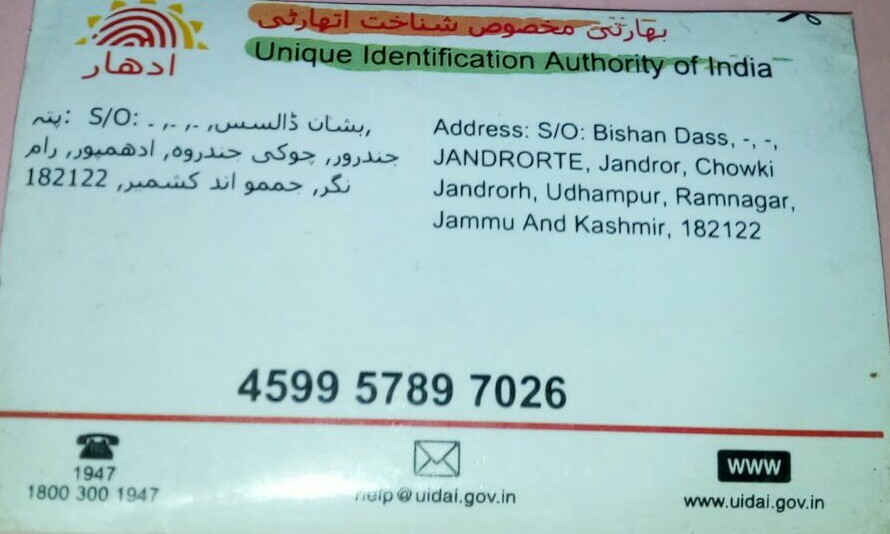 ادھار
بھارتی مخصوص شناخت اتھارٹی
Unique Identification Authority of India
پتہ: S/O: بشان ڈالسس, -, -,
جندرور, چوکی جندروہ, ادھمپور, رام
نگر, جممو اند کشمیر, 182122
Address: S/O: Bishan Dass, -, -,
JANDRORTE, Jandror, Chowki
Jandrorh, Udhampur, Ramnagar,
Jammu And Kashmir, 182122
4599 5789 7026
1947
1800 300 1947
help@uidai.gov.in
www
www.uidai.gov.in